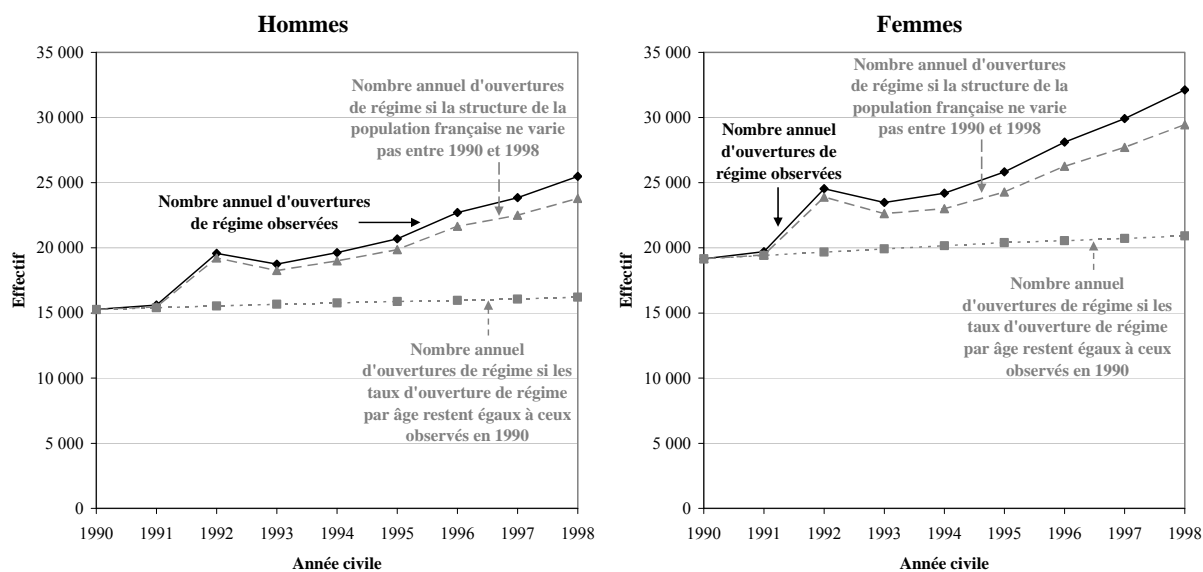 Hommes
35 000
30 000
25 000
20 000
15 000
10 000
5 000
0
Effectif
Nombre annuel d'ouvertures
de régime si la structure de la
population française ne varie
pas entre 1990 et 1998
Nombre annuel d'ouvertures
de régime observées
Nombre annuel
d'ouvertures de régime si les
taux d'ouverture de régime
par âge restent égaux à ceux
observés en 1990
1990 1991 1992 1993 1994 1995 1996 1997 1998
Année civile
Femmes
35 000
30 000
25 000
20 000
15 000
10 000
5 000
0
Effectif
Nombre annuel d'ouvertures
de régime si la structure de la
population française ne varie
pas entre 1990 et 1998
Nombre annuel
d'ouvertures de
régime observées
Nombre annuel
d'ouvertures de régime si les
taux d'ouverture de régime
par âge restent égaux à ceux
observés en 1990
1990 1991 1992 1993 1994 1995 1996 1997 1998
Année civile